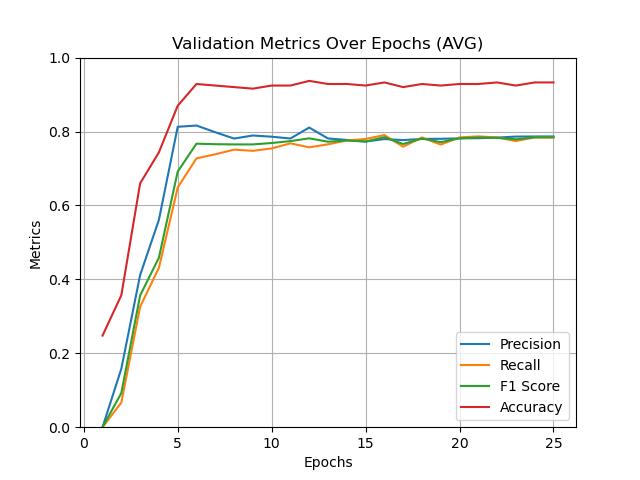 Validation Metrics Over Epochs (AVG)
1.0
0.8
0.6
0.4
0.2
0.0
Metrics
0 5 10 15 20 25
Epochs
Precision
Recall
F1 Score
Accuracy